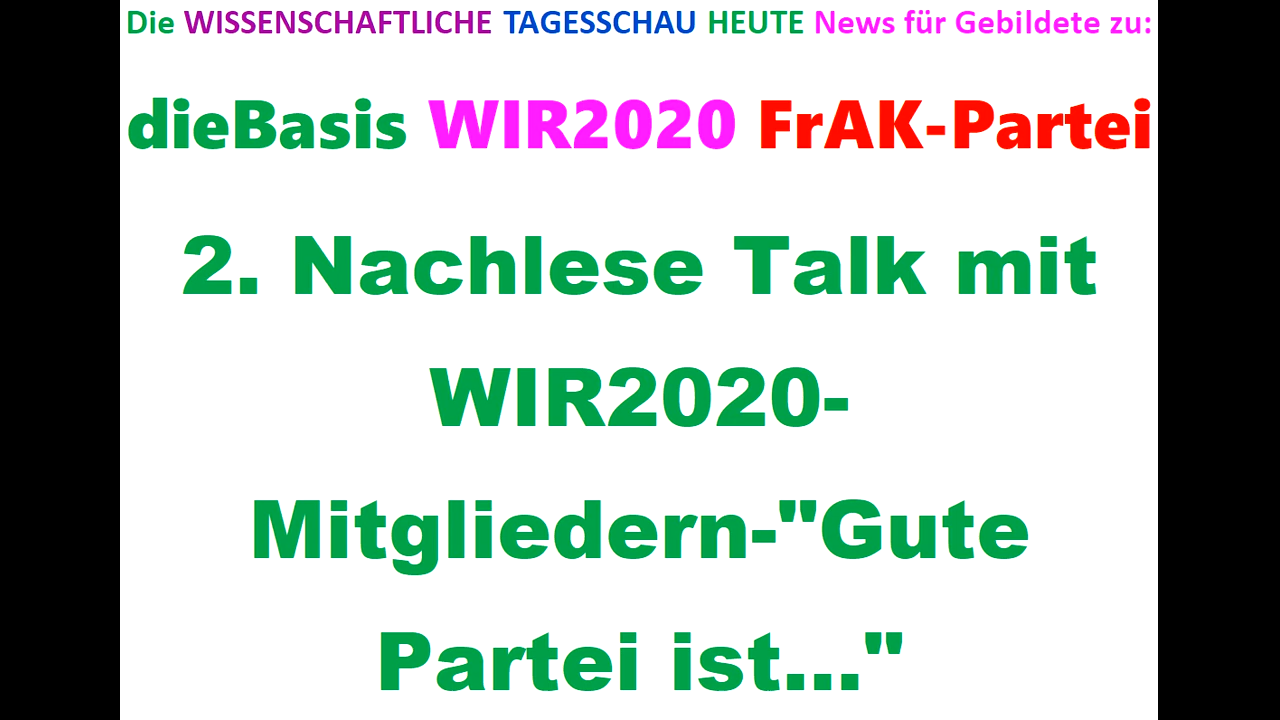 Die WISSENSCHAFTLICHE TAGESSCHAU HEUTE News für Gebildete zu:
dieBasis WIR2020 FrAK-Partei
2. Nachlese Talk mit
WIR2020-
Mitgliedern-"Gute
Partei ist..."